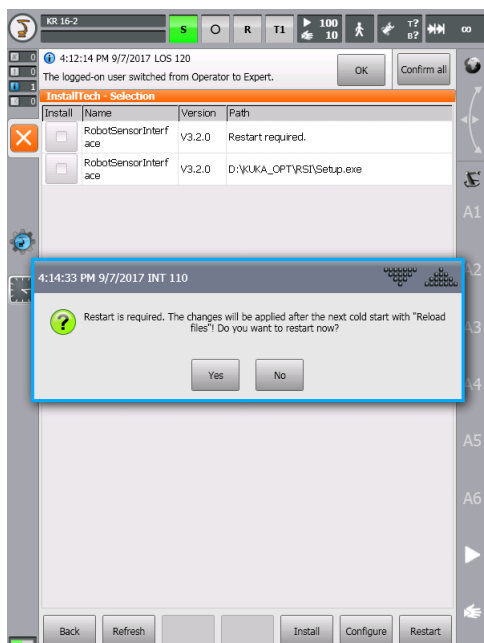 KR 16-2
S O R T1 100 10 T? B?
0 4:12:14 PM 9/7/2017 LOS 120
0 The logged-on user switched from Operator to Expert. OK Confirm all
1
0
InstallTech - Selection
Install Name Version Path
RobotSensorInterf
ace V3.2.0 Restart required.
RobotSensorInterf
ace V3.2.0 D:\KUKA_OPT\RSI\Setup.exe
A1
4:14:33 PM 9/7/2017 INT 110 A2
Restart is required. The changes will be applied after the next cold start with "Reload
files"! Do you want to restart now?
A3
Yes No
A4
A5
A6
Back Refresh Install Configure Restart